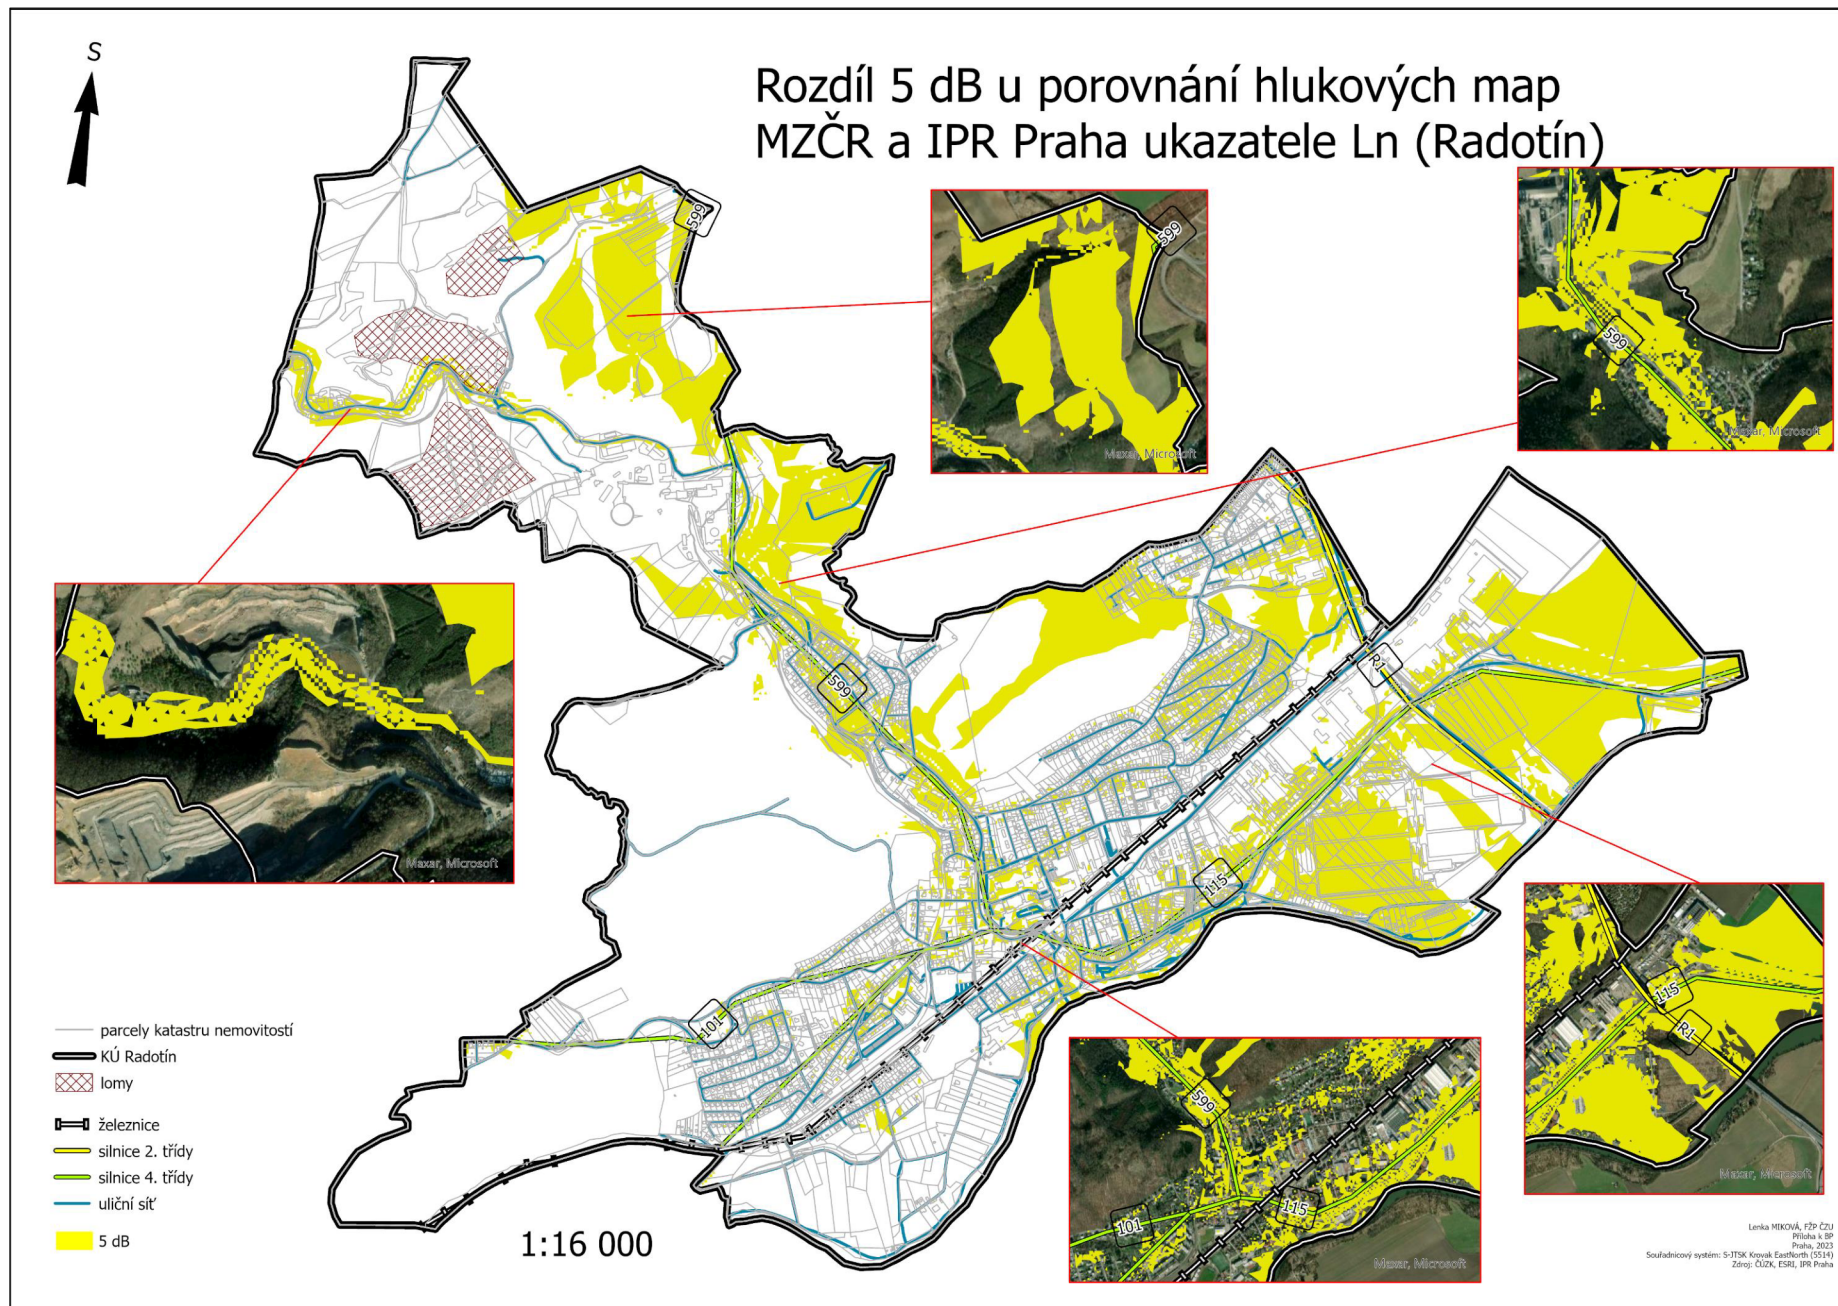 S
Rozdíl 5 dB u porovnání hlukových map
MZČR a IPR Praha ukazatele Ln (Radotín)
599
599
599
Maxar, Microsoft
Maxar, Microsoft
Maxar, Microsoft
599
R1
115
101
115
R1
Maxar, Microsoft
599
115
101
Maxar, Microsoft
parcely katastru nemovitostí
KÚ Radotín
lomy
železnice
silnice 2. třídy
silnice 4. třídy
uliční síť
5 dB
1:16 000
Lenka MIKOVÁ, FŽP ČZU
Příloha k BP
Praha, 2023
Souřadnicový systém: S-JTSK Krovak EastNorth (5514)
Zdroj: ČÚZK, ESRI, IPR Praha